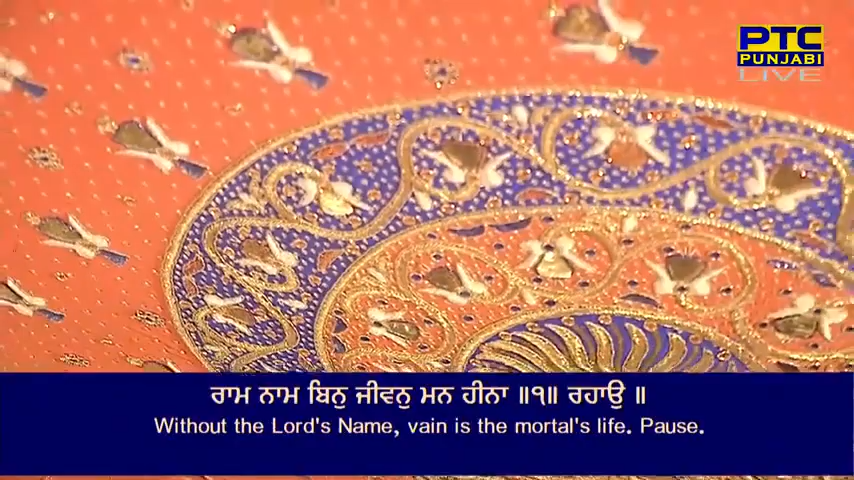 PTC
PUNJABI
LIVE
ਰਾਮ ਨਾਮ ਬਿਨੁ ਜੀਵਨੁ ਮਨ ਹੀਨਾ ॥੧॥ ਰਹਾਉ ॥
Without the Lord's Name, vain is the mortal's life. Pause.